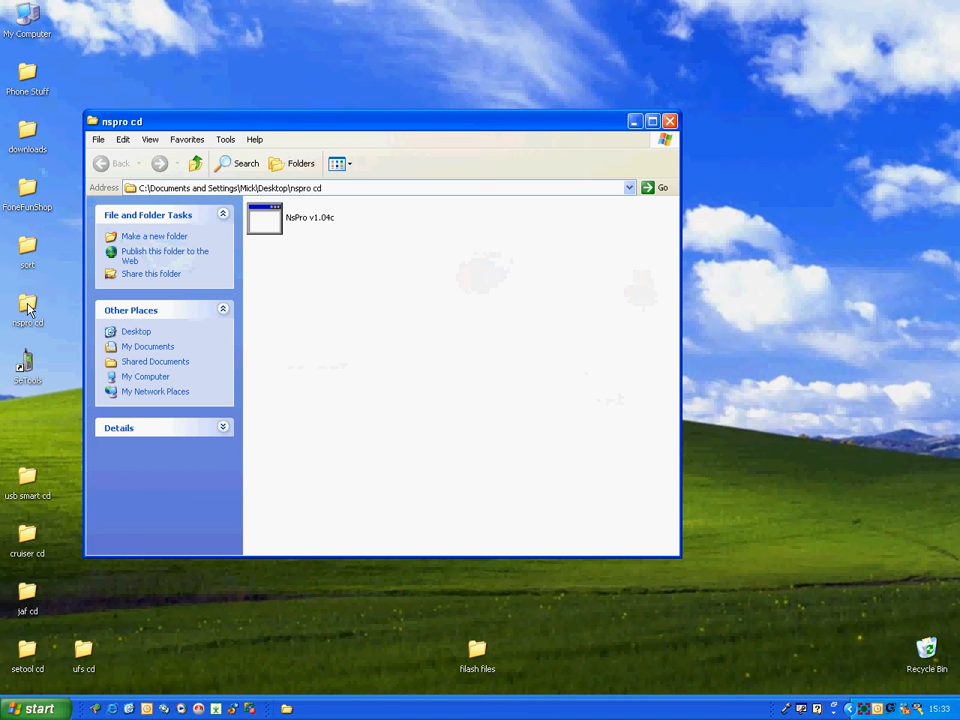 My Computer
Phone Stuff
downloads
FoneFunShop
sort
nspro cd
SeTools
usb smart cd
cruiser cd
jaf cd
setool cd
ufs cd
nspro cd
File Edit View Favorites Tools Help
Back Search Folders
Address C:\Documents and Settings\Mick\Desktop\nspro cd Go
File and Folder Tasks
Make a new folder
Publish this folder to the
Web
Share this folder
Other Places
Desktop
My Documents
Shared Documents
My Computer
My Network Places
Details
NsPro v1.04c
flash files
Recycle Bin
start
15:33